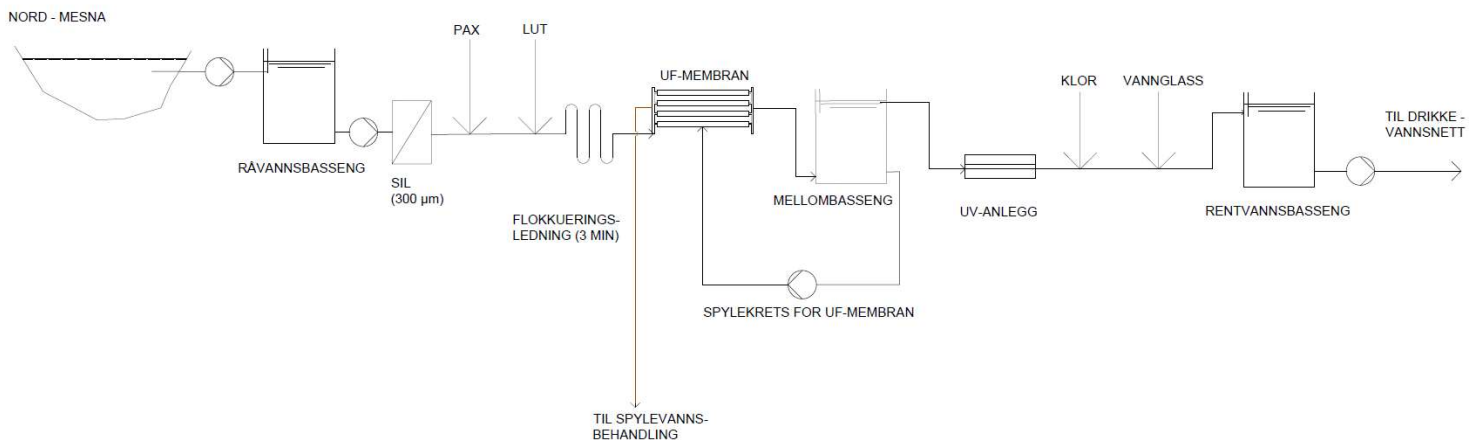 NORD - MESNA
RÅVANNSBASSENG
SIL
(300 µm)
PAX
LUT
FLOKKUERINGS-
LEDNING (3 MIN)
UF-MEMBRAN
TIL SPYLEVANNS-
BEHANDLING
SPYLEKRETS FOR UF-MEMBRAN
MELLOMBASSENG
UV-ANLEGG
KLOR
VANNGLASS
RENTVANNSBASSENG
TIL DRIKKE -
VANNSNETT